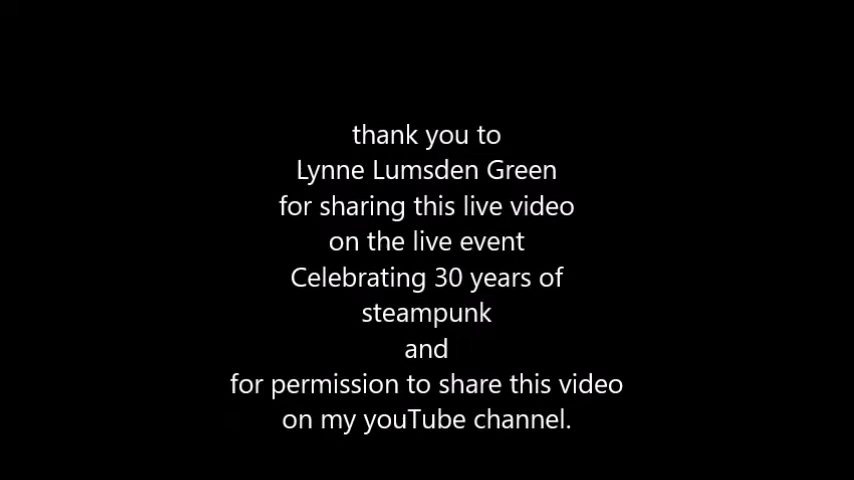 thank you to
Lynne Lumsden Green
for sharing this live video
on the live event
Celebrating 30 years of
steampunk
and
for permission to share this video
on my youTube channel.